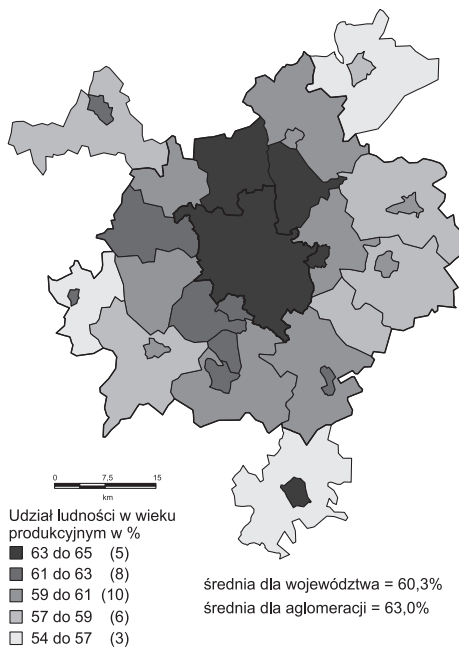 0 7,5 15
km
Udział ludności w wieku
produkcyjnym w %
63 do 65 (5)
61 do 63 (8)
59 do 61 (10)
57 do 59 (6)
54 do 57 (3)
średnia dla województwa = 60,3%
średnia dla aglomeracji = 63,0%